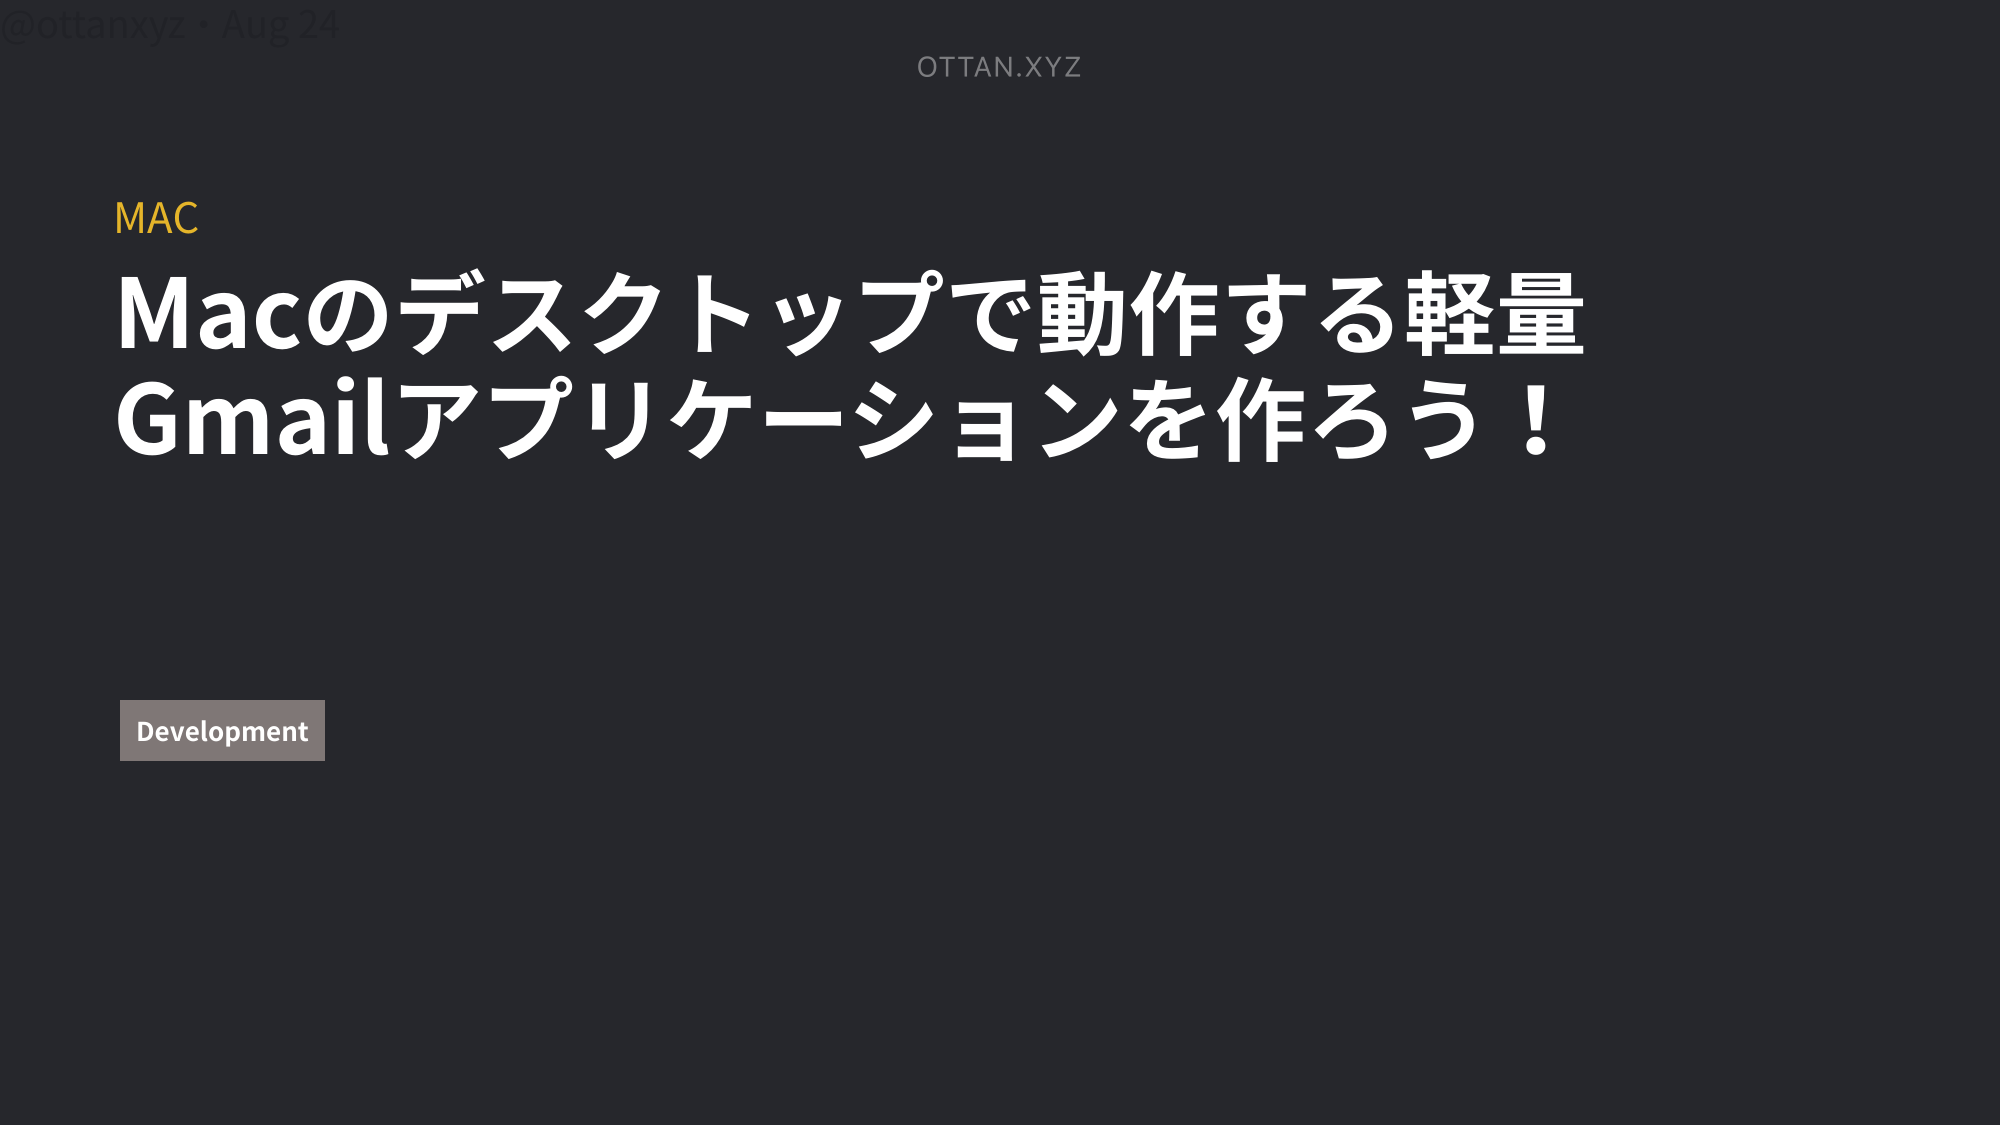 @ottanxyz・Aug 24
OTTAN.XYZ
MAC
Macのデスクトップで動作する軽量
Gmailアプリケーションを作ろう！
Development